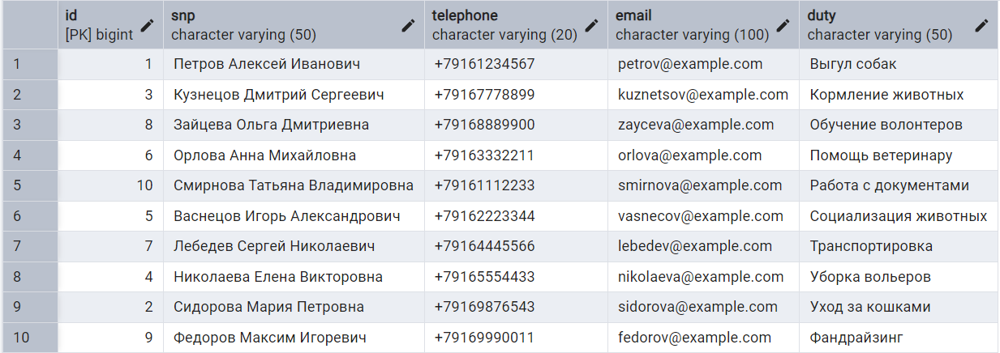 id snp telephone email duty
[PK] bigint character varying (50) character varying (20) character varying (100) character varying (50)
1 1 Петров Алексей Иванович +79161234567 petrov@example.com Выгул собак
2 3 Кузнецов Дмитрий Сергеевич +79167778899 kuznetsov@example.com Кормление животных
3 8 Зайцева Ольга Дмитриевна +79168889900 zayceva@example.com Обучение волонтеров
4 6 Орлова Анна Михайловна +79163332211 orlova@example.com Помощь ветеринару
5 10 Смирнова Татьяна Владимировна +79161112233 smirnova@example.com Работа с документами
6 5 Васнецов Игорь Александрович +79162223344 vasnecov@example.com Социализация животных
7 7 Лебедев Сергей Николаевич +79164445566 lebedev@example.com Транспортировка
8 4 Николаева Елена Викторовна +79165554433 nikolaeva@example.com Уборка вольеров
9 2 Сидорова Мария Петровна +79169876543 sidorova@example.com Уход за кошками
10 9 Федоров Максим Игоревич +79169990011 fedorov@example.com Фандрайзинг